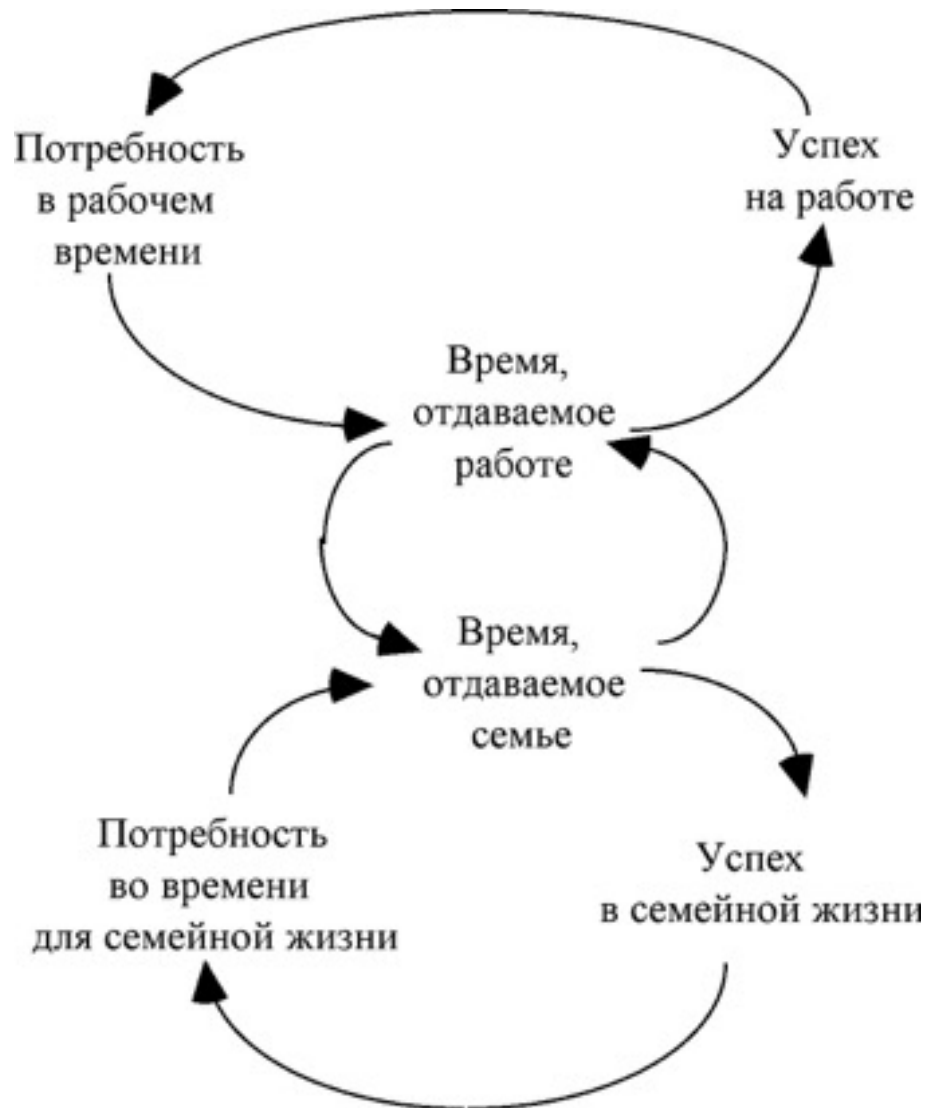 Потребность
в рабочем
времени
Успех
на работе
Время,
отдаваемое
работе
Время,
отдаваемое
семье
Потребность
во времени
для семейной жизни
Успех
в семейной жизни